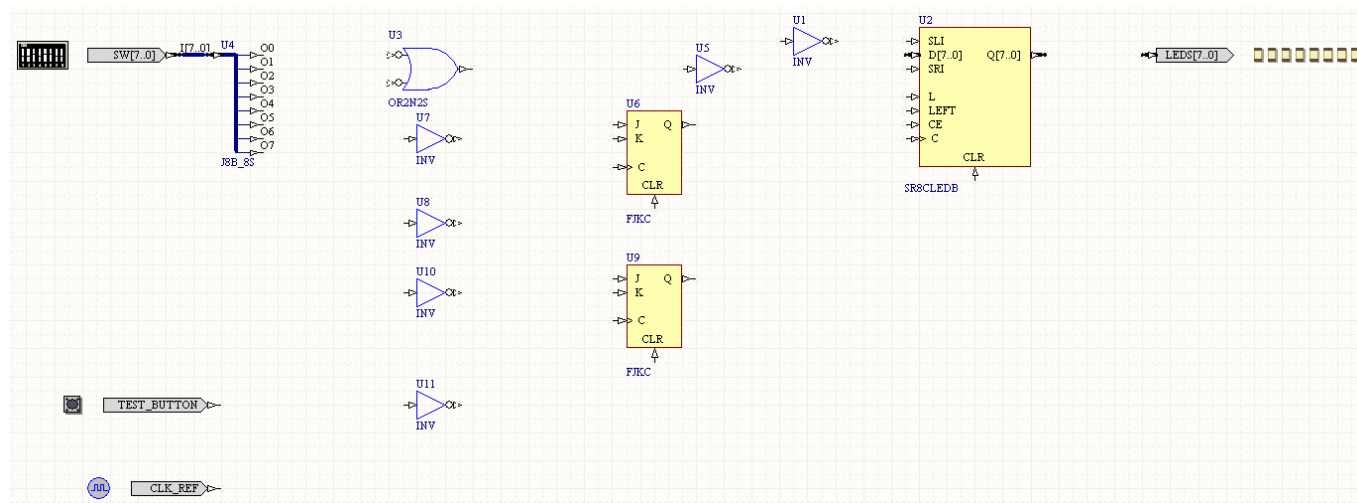 SW[7..0]
I[7..0]
U4
O0
O1
O2
O3
O4
O5
O6
O7
J8B_8S
U3
OR2N2S
U7
INV
U8
INV
U10
INV
U11
INV
U5
INV
U1
INV
U6
J Q
K
C
CLR
FJKC
U9
J Q
K
C
CLR
FJKC
U2
SLI
D[7..0] Q[7..0]
SRI
L
LEFT
CE
C
CLR
SR8CLEDB
LEDS[7..0]
TEST_BUTTON
CLK_REF